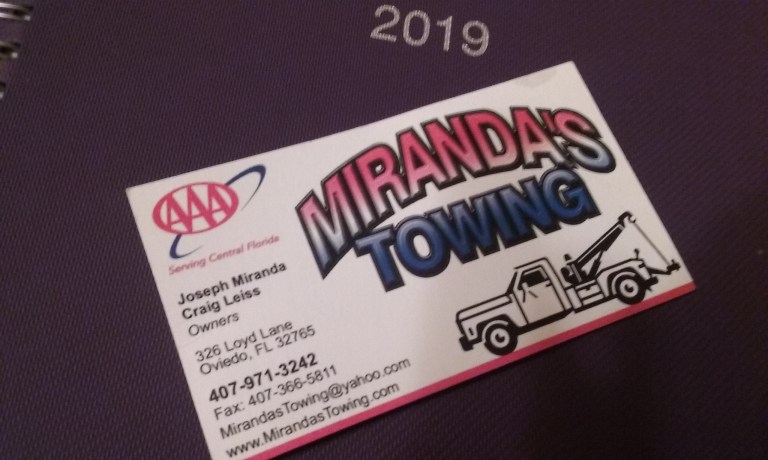 2019
MIRANDA'S
TOWING
AAA
Serving Central Florida
Joseph Miranda
Craig Leiss
Owners
326 Loyd Lane
Oviedo, FL 32765
407-971-3242
Fax: 407-366-5811
MirandasTowing@yahoo.com
www.MirandasTowing.com